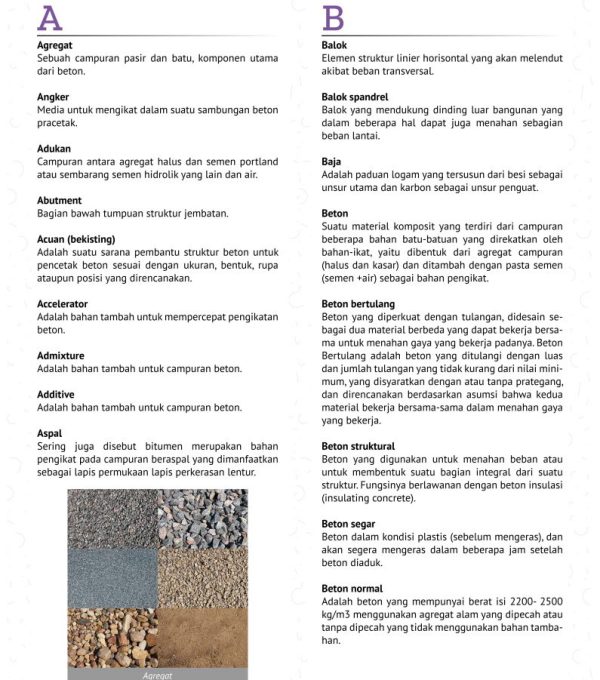 A
Agregat
Sebuah campuran pasir dan batu, komponen utama
dari beton.
Angker
Media untuk mengikat dalam suatu sambungan beton
pracetak.
Adukan
Campuran antara agregat halus dan semen portland
atau sembarang semen hidrolik yang lain dan air.
Abutment
Bagian bawah tumpuan struktur jembatan.
Acuan (bekisting)
Adalah suatu sarana pembantu struktur beton untuk
pencetak beton sesuai dengan ukuran, bentuk, rupa
ataupun posisi yang direncanakan.
Accelerator
Adalah bahan tambah untuk mempercepat pengikatan
beton.
Admixture
Adalah bahan tambah untuk campuran beton.
Additive
Adalah bahan tambah untuk campuran beton.
Aspal
Sering juga disebut bitumen merupakan bahan
pengikat pada campuran beraspal yang dimanfaatkan
sebagai lapis permukaan lapis perkerasan lentur.
Agregat
B
Balok
Elemen struktur linier horisontal yang akan melendut
akibat beban transversal.
Balok spandrel
Balok yang mendukung dinding luar bangunan yang
dalam beberapa hal dapat juga menahan sebagian
beban lantai.
Baja
Adalah paduan logam yang tersusun dari besi sebagai
unsur utama dan karbon sebagai unsur penguat.
Beton
Suatu material komposit yang terdiri dari campuran
beberapa bahan batu-batuan yang direkatkan oleh
bahan-ikat, yaitu dibentuk dari agregat campuran
(halus dan kasar) dan ditambah dengan pasta semen
(semen +air) sebagai bahan pengikat.
Beton bertulang
Beton yang diperkuat dengan tulangan, didesain se-
bagai dua material berbeda yang dapat bekerja bersa-
ma untuk menahan gaya yang bekerja padanya. Beton
Bertulang adalah beton yang ditulangi dengan luas
dan jumlah tulangan yang tidak kurang dari nilai mini-
mum, yang disyaratkan dengan atau tanpa prategang,
dan direncanakan berdasarkan asumsi bahwa kedua
material bekerja bersama-sama dalam menahan gaya
yang bekerja.
Beton struktural
Beton yang digunakan untuk menahan beban atau
untuk membentuk suatu bagian integral dari suatu
struktur. Fungsinya berlawanan dengan beton insulasi
(insulating concrete).
Beton segar
Beton dalam kondisi plastis (sebelum mengeras), dan
akan segera mengeras dalam beberapa jam setelah
beton diaduk.
Beton normal
Adalah beton yang mempunyai berat isi 2200- 2500
kg/m3 menggunakan agregat alam yang dipecah atau
tanpa dipecah yang tidak menggunakan bahan tamba-
han.